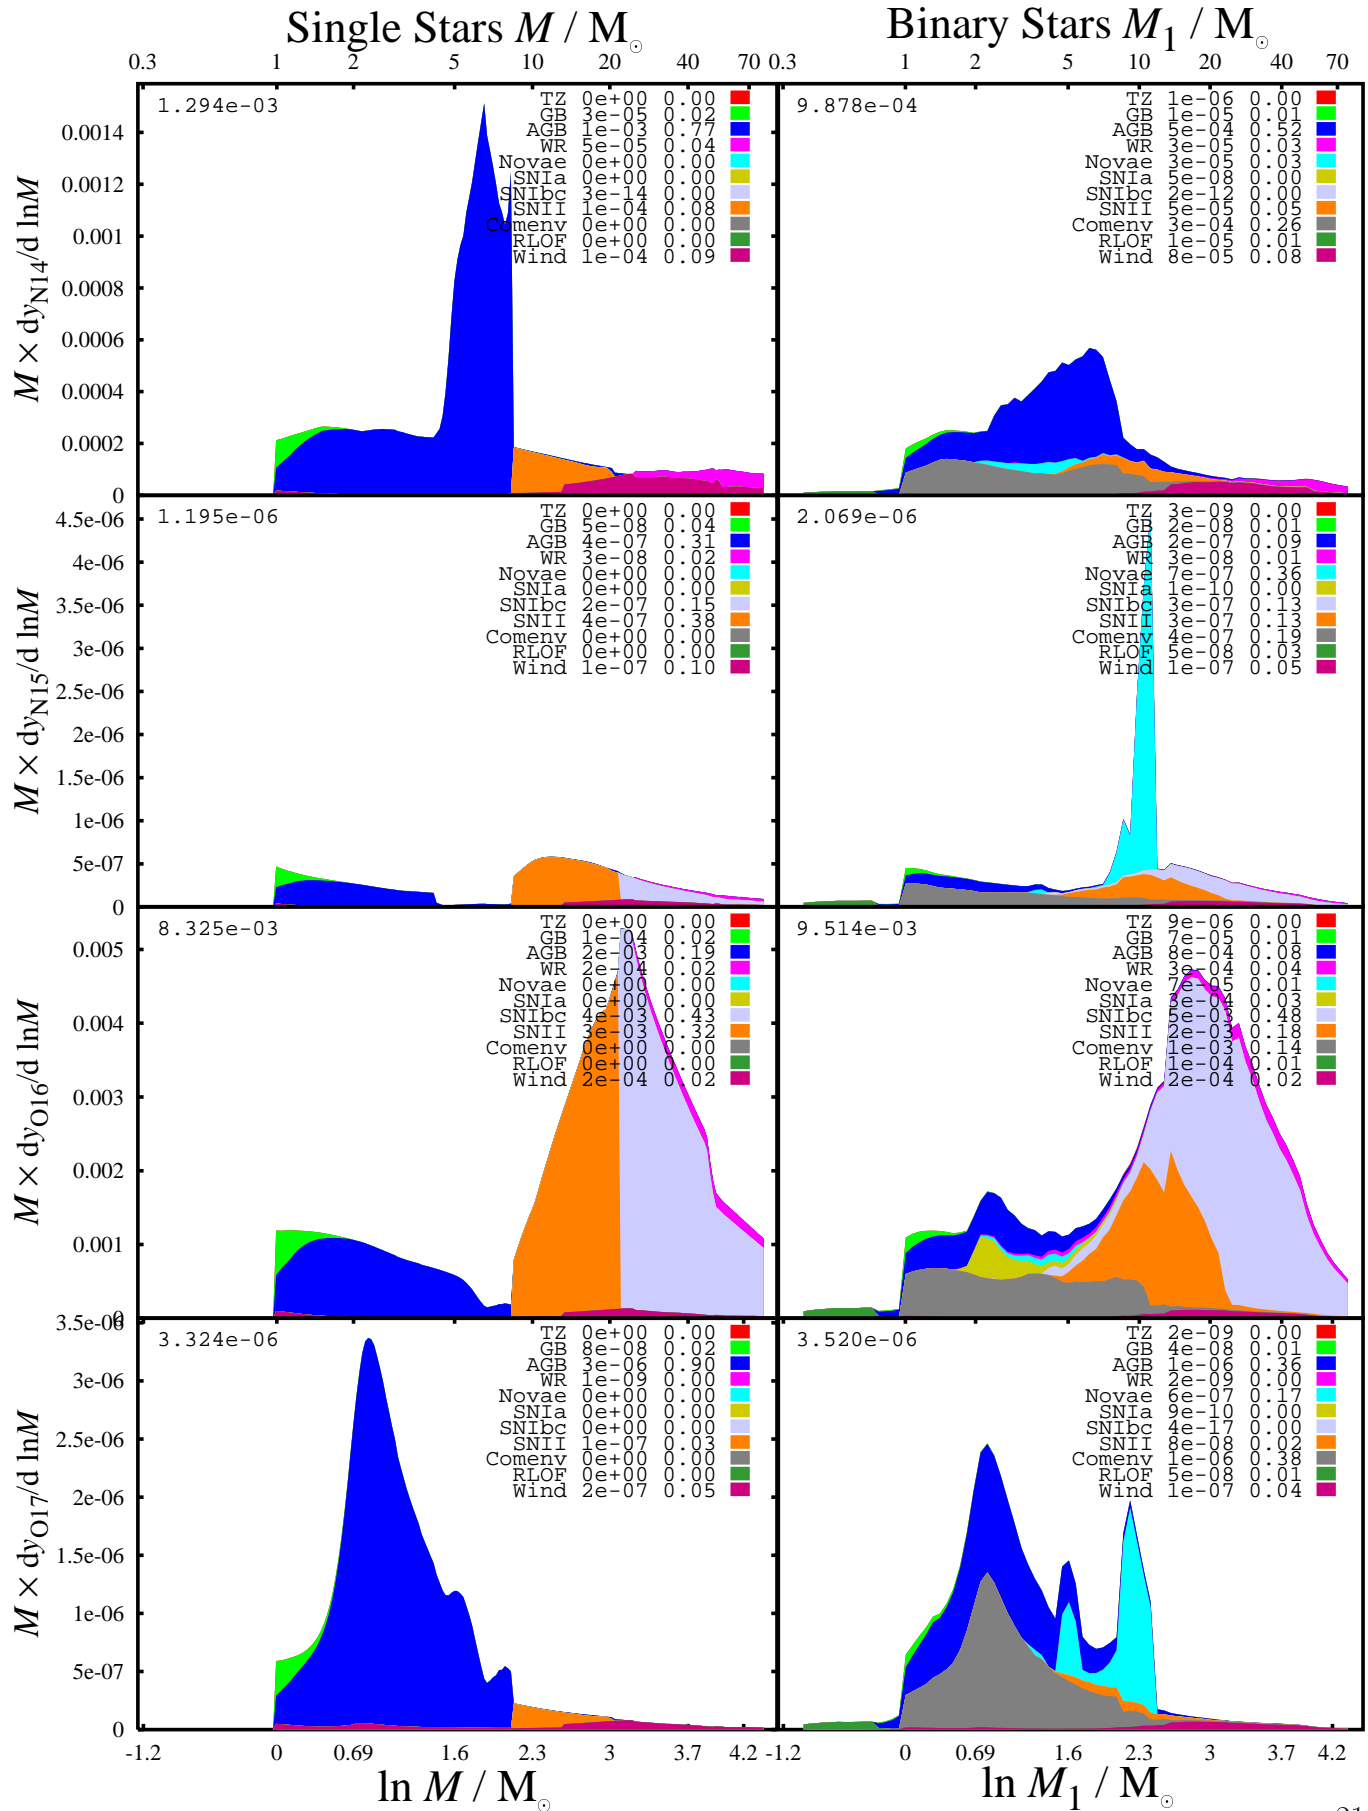 Single Stars M / M⊙
Binary Stars M1 / M⊙
0.3 1 2 5 10 20 40 70
0.3 1 2 5 10 20 40 70
M × dyN14/d lnM
0.0014
0.0012
0.001
0.0008
0.0006
0.0004
0.0002
0
1.294e-03
TZ 0e+00 0.00
GB 3e-05 0.02
AGB 1e-03 0.77
WR 5e-05 0.04
Novae 0e+00 0.00
SNIa 0e+00 0.00
SNIbc 3e-14 0.00
SNII 1e-04 0.08
Comenv 0e+00 0.00
RLOF 0e+00 0.00
Wind 1e-04 0.09
9.878e-04
TZ 1e-06 0.00
GB 1e-05 0.01
AGB 5e-04 0.52
WR 3e-05 0.03
Novae 3e-05 0.03
SNIa 5e-08 0.00
SNIbc 2e-12 0.00
SNII 5e-05 0.05
Comenv 3e-04 0.26
RLOF 1e-05 0.01
Wind 8e-05 0.08
M × dyN15/d lnM
4.5e-06
4e-06
3.5e-06
3e-06
2.5e-06
2e-06
1.5e-06
1e-06
5e-07
0
1.195e-06
TZ 0e+00 0.00
GB 5e-08 0.04
AGB 4e-07 0.31
WR 3e-08 0.02
Novae 0e+00 0.00
SNIa 0e+00 0.00
SNIbc 2e-07 0.15
SNII 4e-07 0.38
Comenv 0e+00 0.00
RLOF 0e+00 0.00
Wind 1e-07 0.10
2.069e-06
TZ 3e-09 0.00
GB 2e-08 0.01
AGB 2e-07 0.09
WR 3e-08 0.01
Novae 7e-07 0.36
SNIa 1e-10 0.00
SNIbc 3e-07 0.13
SNII 3e-07 0.13
Comenv 4e-07 0.19
RLOF 5e-08 0.03
Wind 1e-07 0.05
M × dyO16/d lnM
0.005
0.004
0.003
0.002
0.001
0
8.325e-03
TZ 0e+00 0.00
GB 1e-04 0.02
AGB 2e-03 0.19
WR 2e-04 0.02
Novae 0e+00 0.00
SNIa 0e+00 0.00
SNIbc 4e-03 0.43
SNII 3e-03 0.32
Comenv 0e+00 0.00
RLOF 0e+00 0.00
Wind 2e-04 0.02
9.514e-03
TZ 9e-06 0.00
GB 7e-05 0.01
AGB 8e-04 0.08
WR 3e-04 0.04
Novae 7e-05 0.01
SNIa 3e-04 0.03
SNIbc 5e-03 0.48
SNII 2e-03 0.18
Comenv 1e-03 0.14
RLOF 1e-04 0.01
Wind 2e-04 0.02
M × dyO17/d lnM
3.5e-06
3e-06
2.5e-06
2e-06
1.5e-06
1e-06
5e-07
0
3.324e-06
TZ 0e+00 0.00
GB 8e-08 0.02
AGB 3e-06 0.90
WR 1e-09 0.00
Novae 0e+00 0.00
SNIa 0e+00 0.00
SNIbc 0e+00 0.00
SNII 1e-07 0.03
Comenv 0e+00 0.00
RLOF 0e+00 0.00
Wind 2e-07 0.05
3.520e-06
TZ 2e-09 0.00
GB 4e-08 0.01
AGB 1e-06 0.36
WR 2e-09 0.00
Novae 6e-07 0.17
SNIa 9e-10 0.00
SNIbc 4e-17 0.00
SNII 8e-08 0.02
Comenv 1e-06 0.38
RLOF 5e-08 0.01
Wind 1e-07 0.04
-1.2 0 0.69 1.6 2.3 3 3.7 4.2
-1.2 0 0.69 1.6 2.3 3 3.7 4.2
ln M / M⊙
ln M1 / M⊙